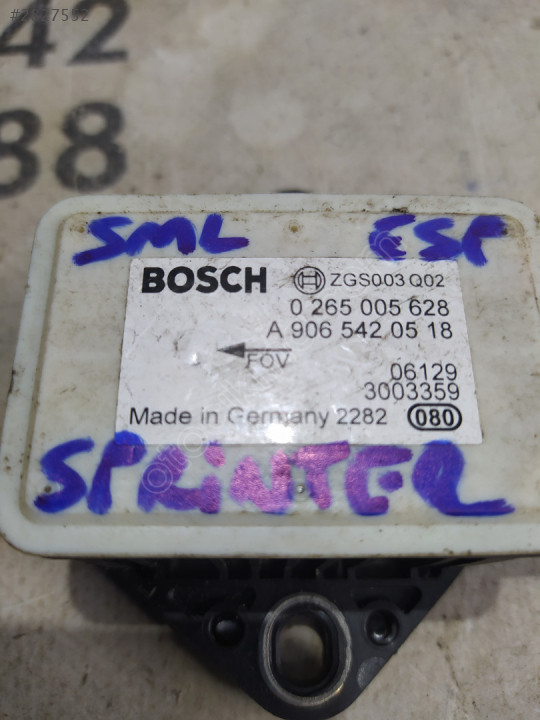 42
88
SML ESP
BOSCH ZGS003 Q02
0 265 005 628
A 906 542 05 18
FOV
06129
3003359
Made in Germany 2282 080
SPRiNTER